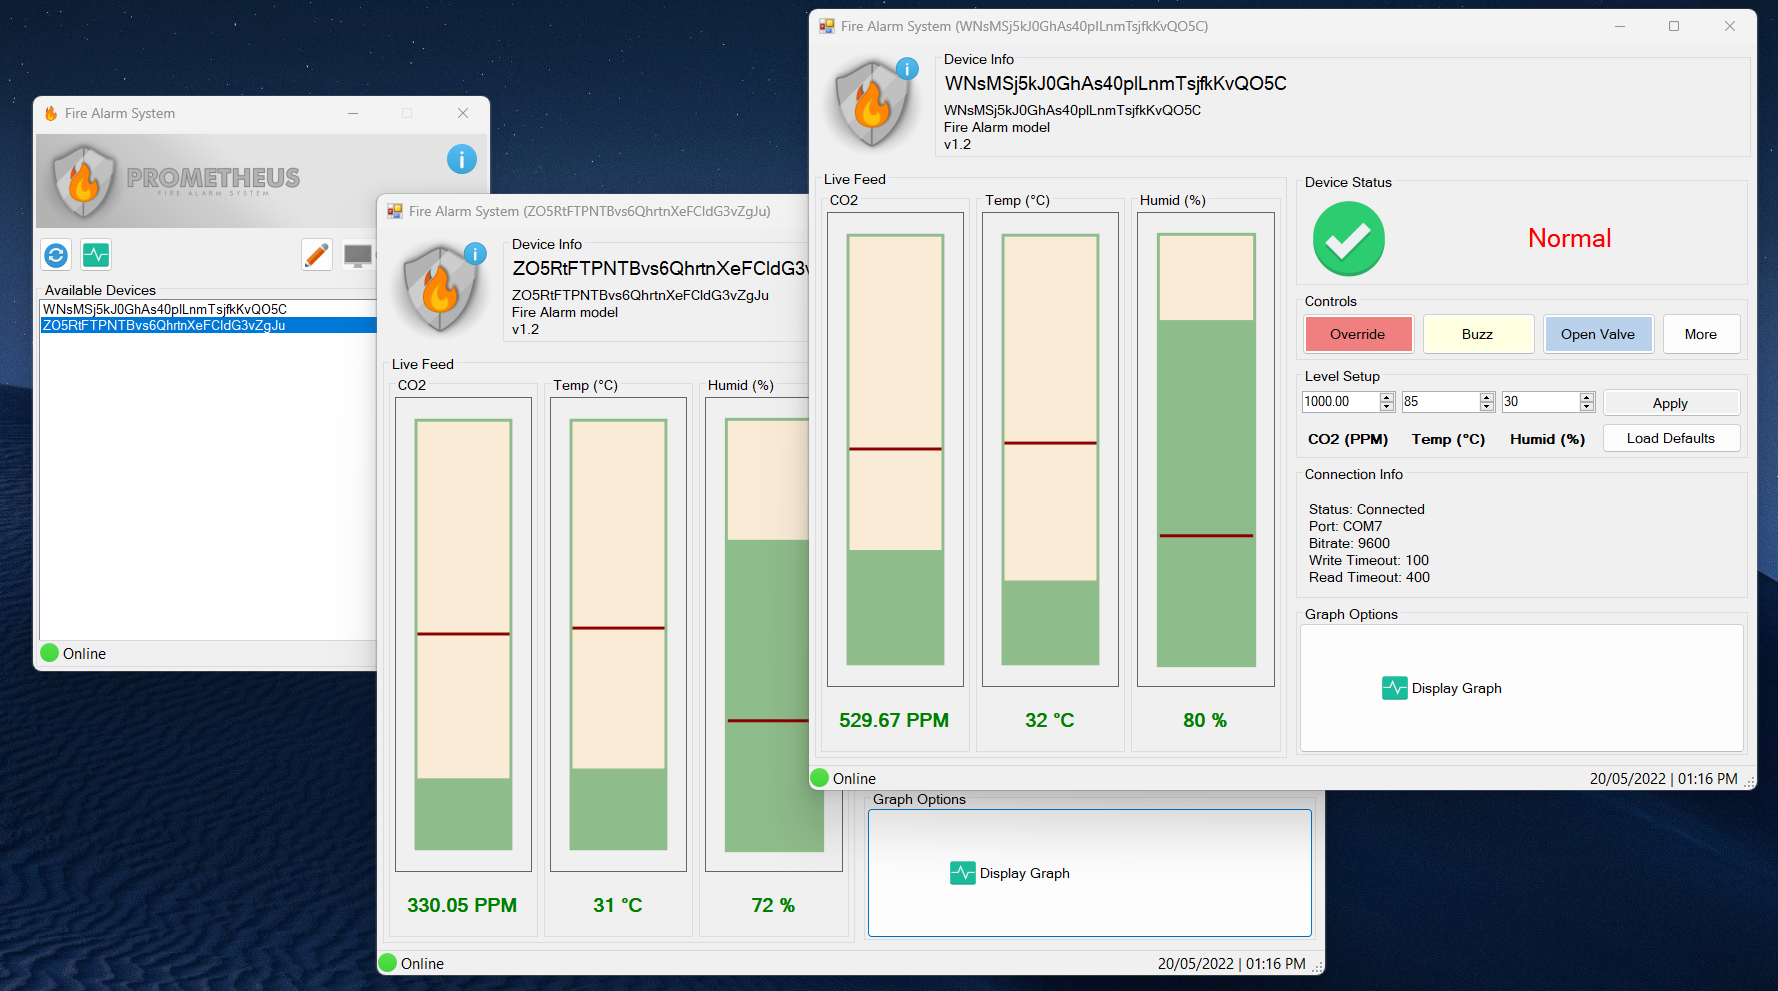 Fire Alarm System
PROMETHEUS
FIRE ALARM SYSTEM
Available Devices
WNsMSj5kJ0GhAs40pILnmTsjfkKvQO5C
ZO5RtFTPNTBvs6QhrtnXeFCldG3vZgJu
Online
Fire Alarm System (ZO5RtFTPNTBvs6QhrtnXeFCldG3vZgJu)
Device Info
ZO5RtFTPNTBvs6QhrtnXeFCldG3v
ZO5RtFTPNTBvs6QhrtnXeFCldG3vZgJu
Fire Alarm model
v1.2
Live Feed
CO2
Temp (°C)
Humid (%)
330.05 PPM
31 °C
72 %
Graph Options
Display Graph
Online
20/05/2022 | 01:16 PM
Fire Alarm System (WNsMSj5kJ0GhAs40pILnmTsjfkKvQO5C)
Device Info
WNsMSj5kJ0GhAs40pILnmTsjfkKvQO5C
WNsMSj5kJ0GhAs40pILnmTsjfkKvQO5C
Fire Alarm model
v1.2
Live Feed
CO2
Temp (°C)
Humid (%)
529.67 PPM
32 °C
80 %
Device Status
Normal
Controls
Override
Buzz
Open Valve
More
Level Setup
1000.00
85
30
Apply
CO2 (PPM)
Temp (°C)
Humid (%)
Load Defaults
Connection Info
Status: Connected
Port: COM7
Bitrate: 9600
Write Timeout: 100
Read Timeout: 400
Graph Options
Display Graph
Online
20/05/2022 | 01:16 PM